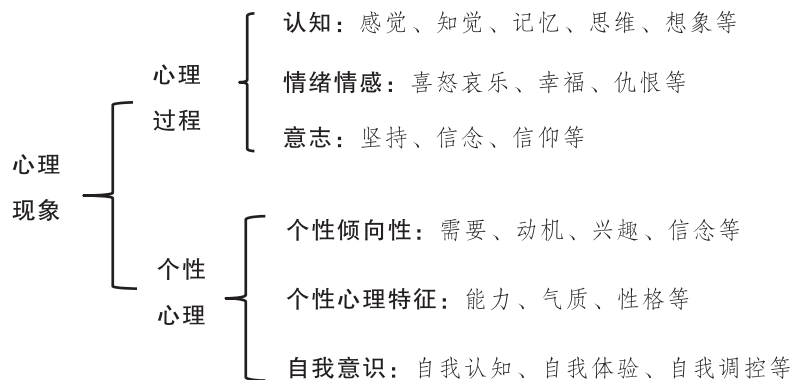 心理
现象
心理
过程
认知：感觉、知觉、记忆、思维、想象等
情绪情感：喜怒哀乐、幸福、仇恨等
意志：坚持、信念、信仰等
个性
心理
个性倾向性：需要、动机、兴趣、信念等
个性心理特征：能力、气质、性格等
自我意识：自我认知、自我体验、自我调控等